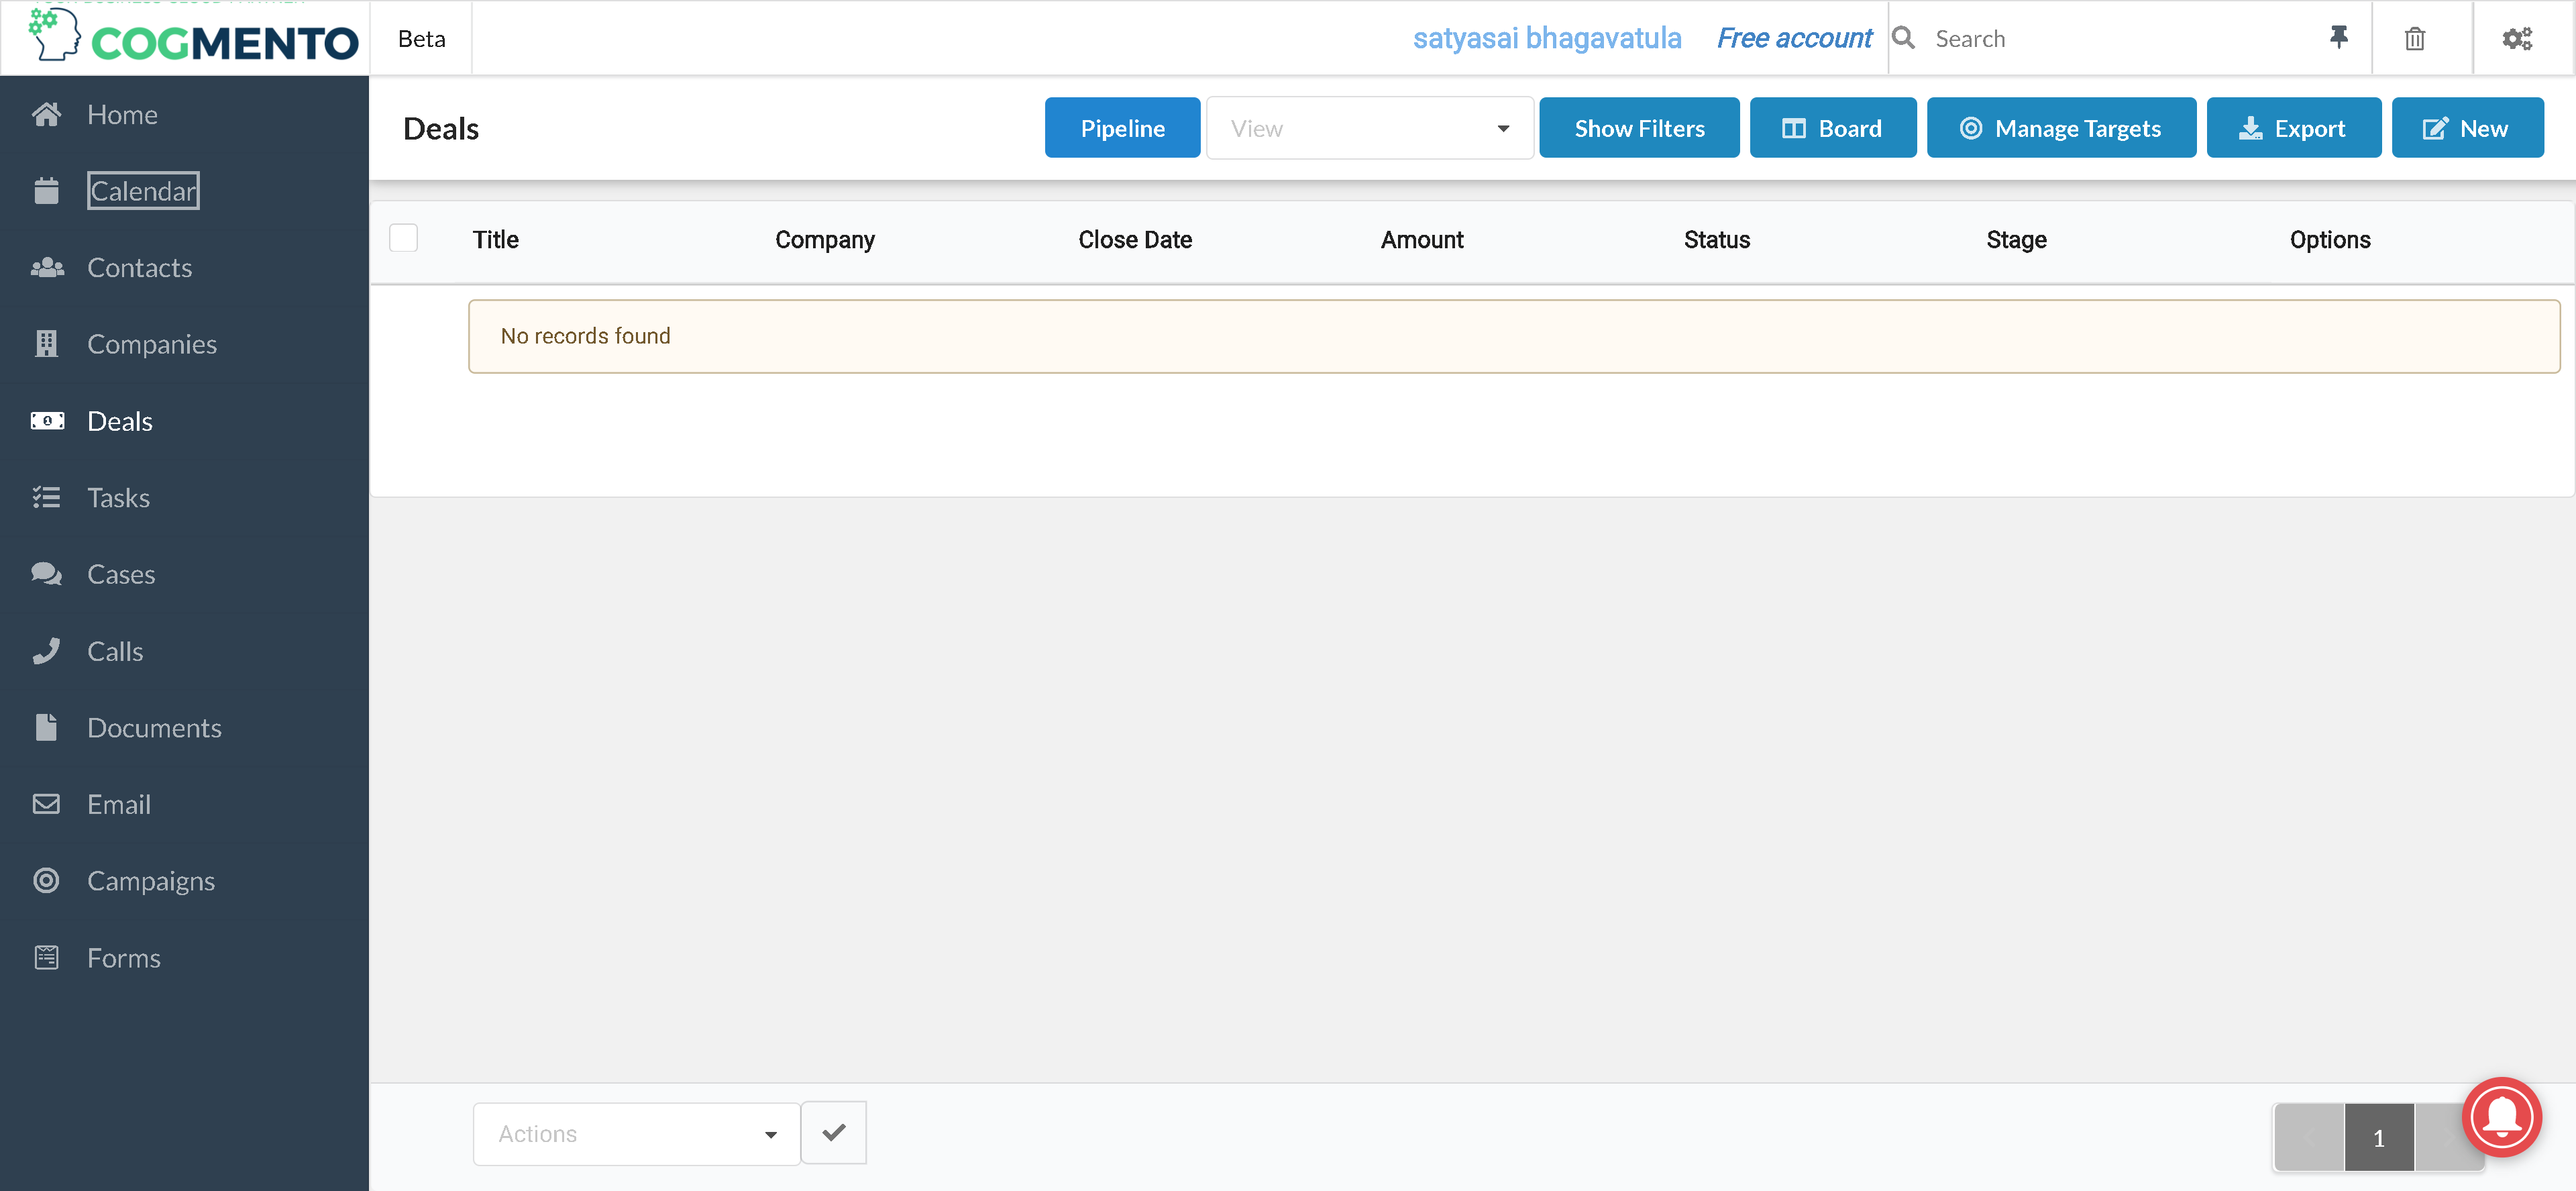 COGMENTO
Beta
satyasai bhagavatula
Free account
Search
Home
Calendar
Contacts
Companies
Deals
Tasks
Cases
Calls
Documents
Email
Campaigns
Forms
Deals
Pipeline
View
Show Filters
Board
Manage Targets
Export
New
Title
Company
Close Date
Amount
Status
Stage
Options
No records found
Actions
1